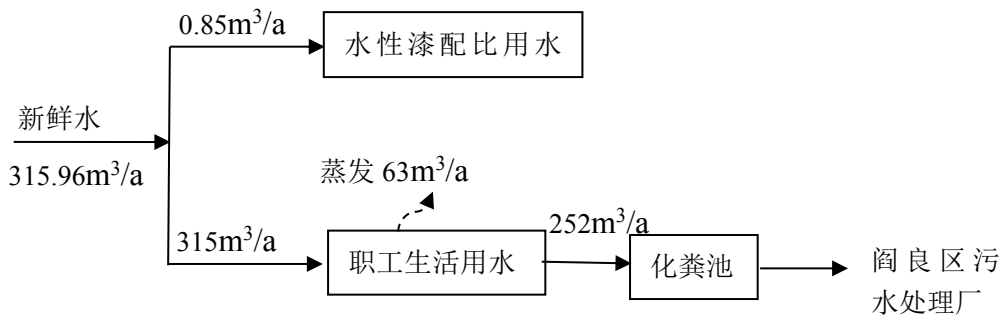 0.85m³/a
水性漆配比用水
新鲜水
315.96m³/a
蒸发 63m³/a
315m³/a
职工生活用水
252m³/a
化粪池
阎良区污
水处理厂